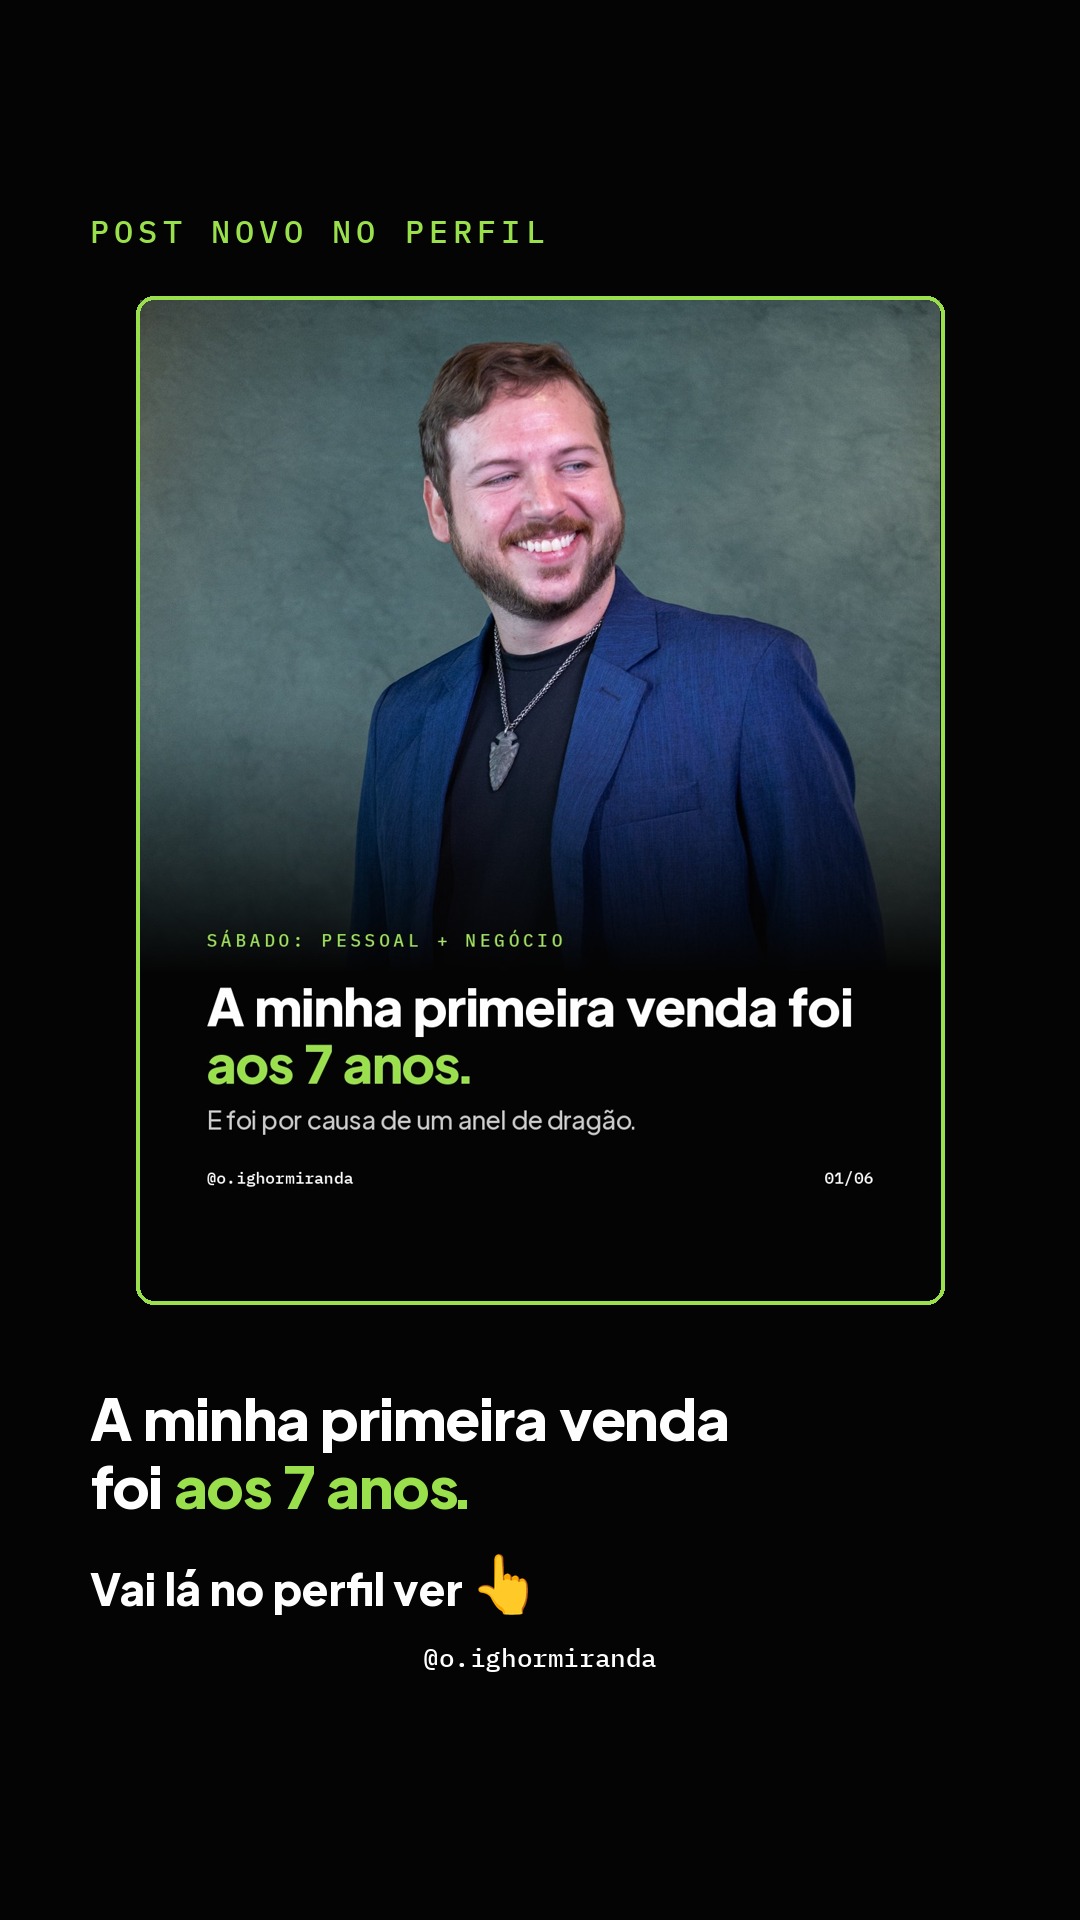 POST NOVO NO PERFIL
SÁBADO: PESSOAL + NEGÓCIO
A minha primeira venda foi
aos 7 anos.
E foi por causa de um anel de dragão.
@o.ighormiranda
01/06
A minha primeira venda
foi aos 7 anos.
Vai lá no perfil ver 👆
@o.ighormiranda